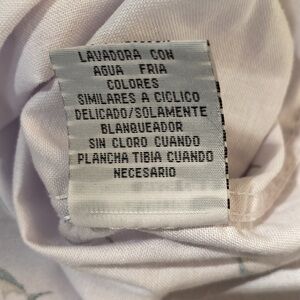 LAVADORA CON
AGUA FRIA
COLORES
SIMILARES A CICLICO
DELICADO/SOLAMENTE
BLANQUEADOR
SIN CLORO CUANDO
PLANCHA TIBIA CUANDO
NECESARIO